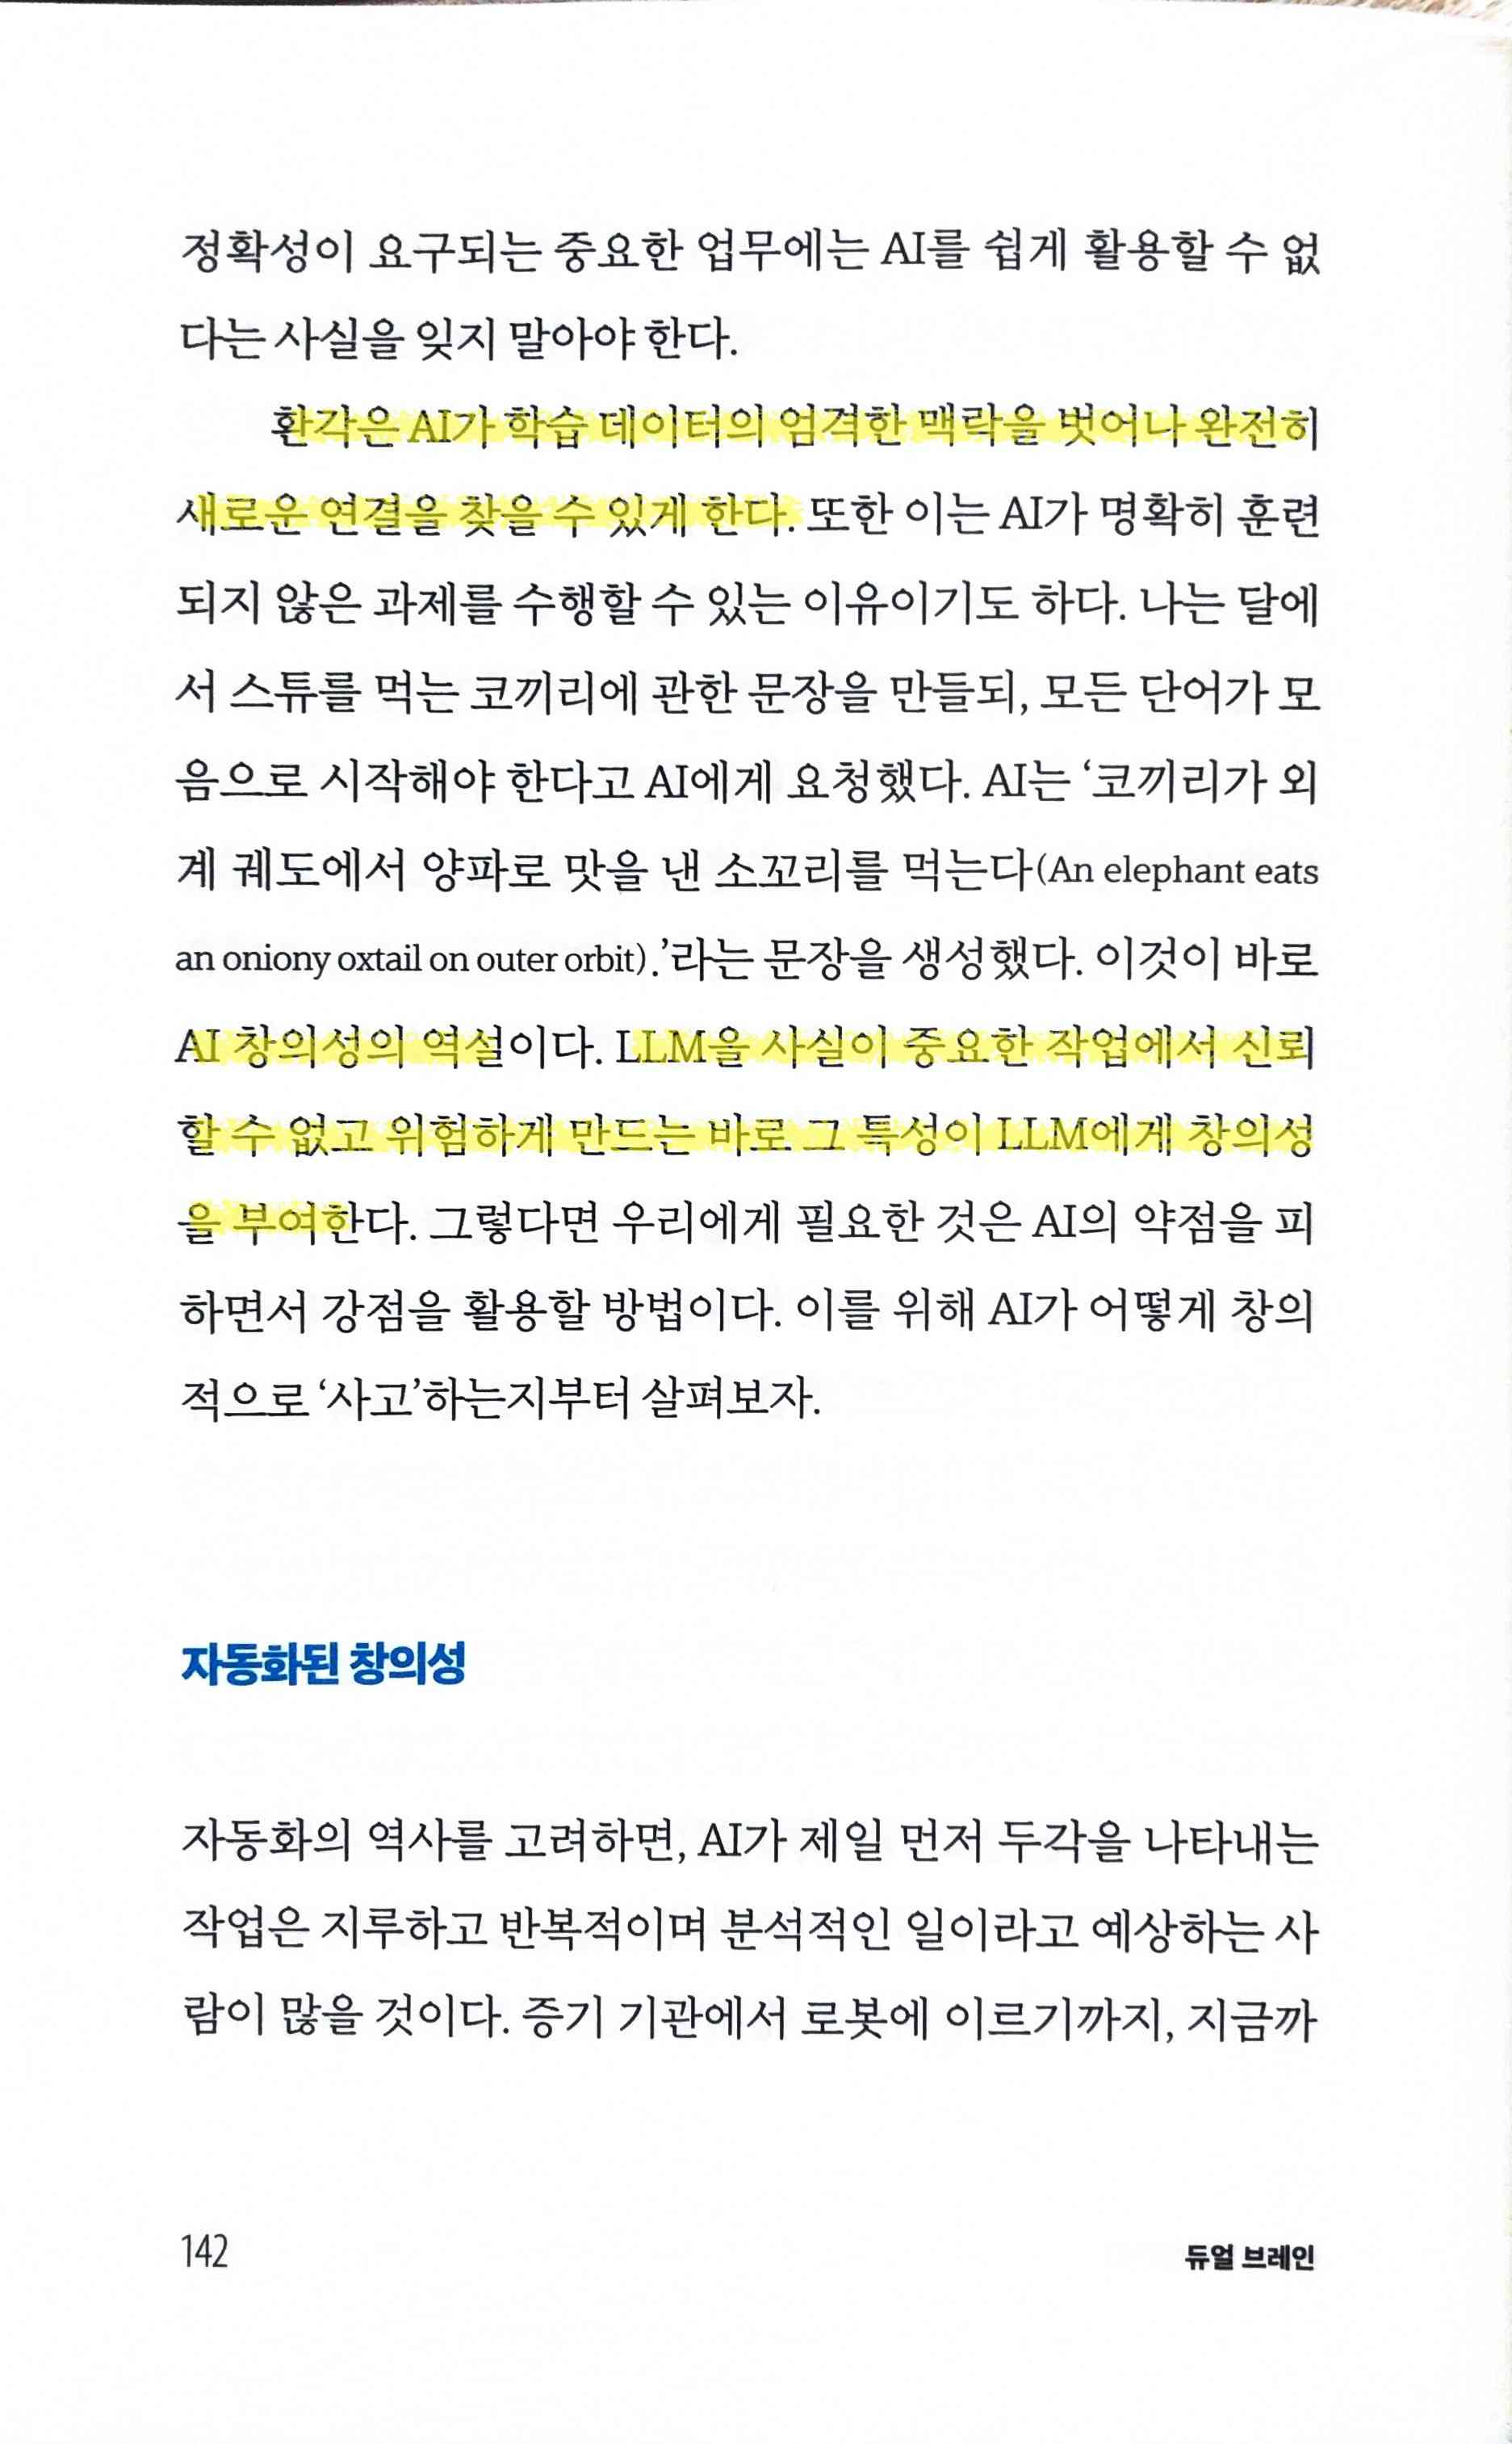 정확성이 요구되는 중요한 업무에는 AI를 쉽게 활용할 수 없
다는 사실을 잊지 말아야 한다.
환각은 AI가 학습 데이터의 엄격한 맥락을 벗어나 완전히
새로운 연결을 찾을 수 있게 한다. 또한 이는 AI가 명확히 훈련
되지 않은 과제를 수행할 수 있는 이유이기도 하다. 나는 달에
서 스튜를 먹는 코끼리에 관한 문장을 만들되, 모든 단어가 모
음으로 시작해야 한다고 AI에게 요청했다. AI는 ‘코끼리가 외
계 궤도에서 양파로 맛을 낸 소꼬리를 먹는다(An elephant eats
an oniony oxtail on outer orbit).’라는 문장을 생성했다. 이것이 바로
AI 창의성의 역설이다. LLM을 사실이 중요한 작업에서 신뢰
할 수 없고 위험하게 만드는 바로 그 특성이 LLM에게 창의성
을 부여한다. 그렇다면 우리에게 필요한 것은 AI의 약점을 피
하면서 강점을 활용할 방법이다. 이를 위해 AI가 어떻게 창의
적으로 ‘사고’하는지부터 살펴보자.
자동화된 창의성
자동화의 역사를 고려하면, AI가 제일 먼저 두각을 나타내는
작업은 지루하고 반복적이며 분석적인 일이라고 예상하는 사
람이 많을 것이다. 증기 기관에서 로봇에 이르기까지, 지금까
142
듀얼 브레인